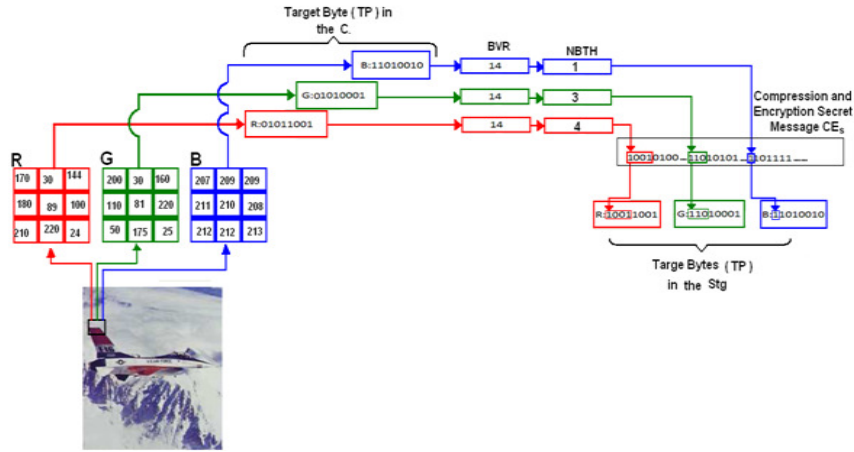 Target Byte (TP) in
the C.
BVR
NBTH
B:11010010
14
1
G:01010001
14
3
R:01011001
14
4
Compression and
Encryption Secret
Message CEs
10010100_11010101_1101111__
R
G
B
170 30 144
180 89 100
210 220 24
200 30 160
110 81 220
50 175 25
207 209 209
211 210 208
212 212 213
R:10011001
G:11010001
B:11010010
Targe Bytes (TP)
in the Stg